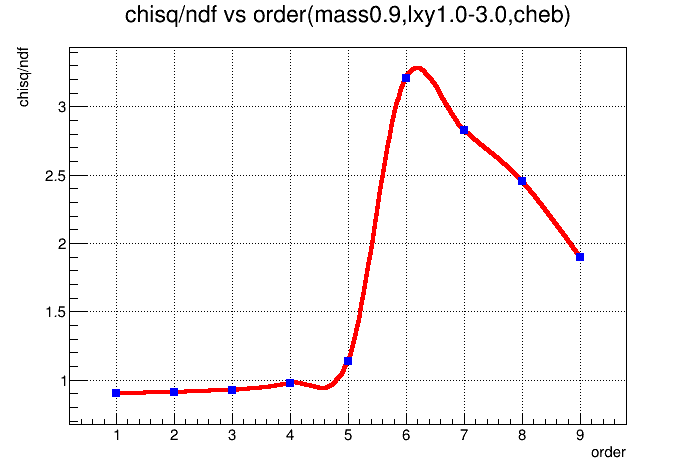 chisq/ndf vs order(mass0.9,lxy1.0-3.0,cheb)
chisq/ndf
3
2.5
2
1.5
1
1 2 3 4 5 6 7 8 9
order